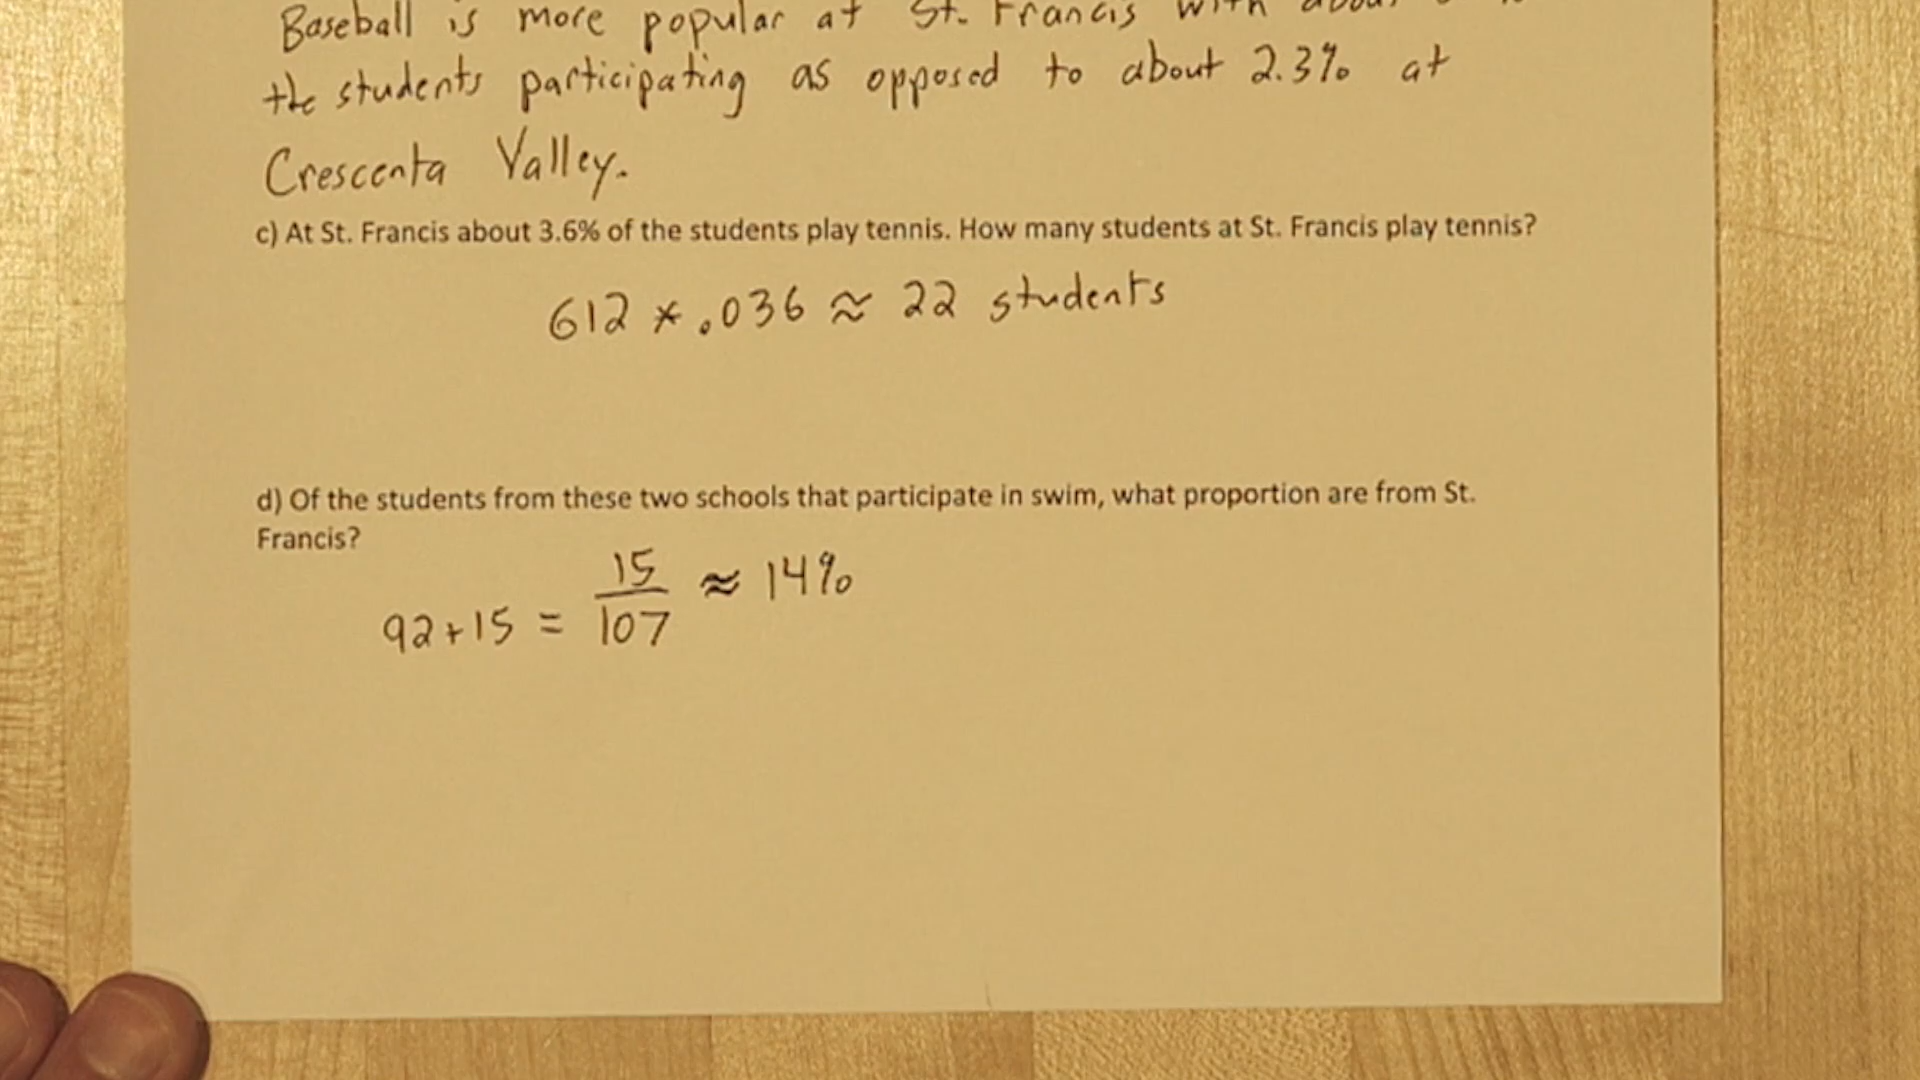 Baseball is more popular at St. Francis with about
the students participating as opposed to about 2.3% at
Crescenta Valley.
c) At St. Francis about 3.6% of the students play tennis. How many students at St. Francis play tennis?
612 * .036 ≈ 22 students
d) Of the students from these two schools that participate in swim, what proportion are from St.
Francis?
15
92+15 = 107 ≈ 14%